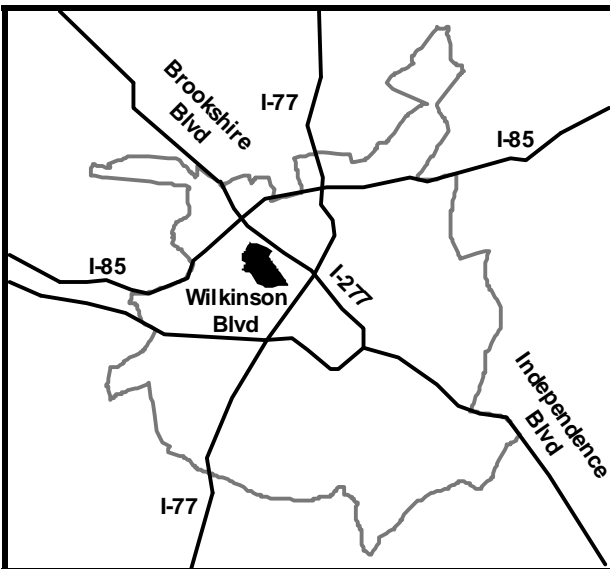 Brookshire
Blvd
I-77
I-85
I-85
Wilkinson
Blvd
I-277
Independence
Blvd
I-77